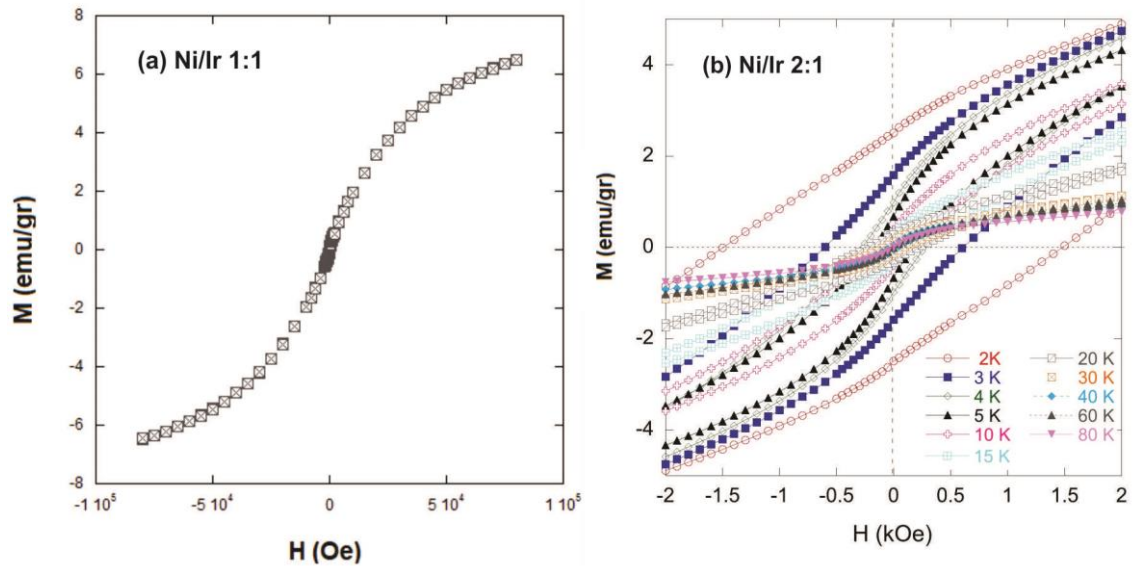 (a) Ni/Ir 1:1
M (emu/gr)
8
6
4
2
0
-2
-4
-6
-8
-1 10⁵
-5 10⁴
0
5 10⁴
1 10⁵
H (Oe)
(b) Ni/Ir 2:1
M (emu/gr)
4
2
0
-2
-4
2K
3 K
4 K
5 K
10 K
15 K
20 K
30 K
40 K
60 K
80 K
-2
-1.5
-1
-0.5
0
0.5
1
1.5
2
H (kOe)